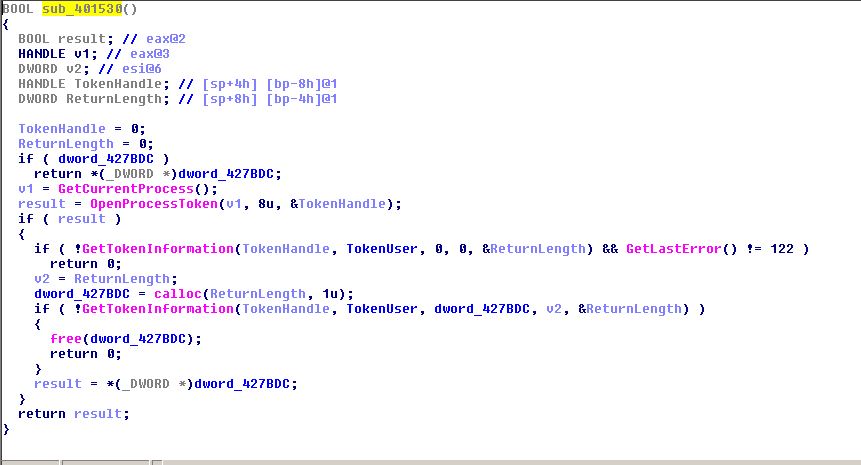 BOOL sub_401530()
{
  BOOL result; // eax@2
  HANDLE v1; // eax@3
  DWORD v2; // esi@6
  HANDLE TokenHandle; // [sp+4h] [bp-8h]@1
  DWORD ReturnLength; // [sp+8h] [bp-4h]@1

  TokenHandle = 0;
  ReturnLength = 0;
  if ( dword_427BDC )
    return *(_DWORD *)dword_427BDC;
  v1 = GetCurrentProcess();
  result = OpenProcessToken(v1, 8u, &TokenHandle);
  if ( result )
  {
    if ( !GetTokenInformation(TokenHandle, TokenUser, 0, 0, &ReturnLength) && GetLastError() != 122 )
      return 0;
    v2 = ReturnLength;
    dword_427BDC = calloc(ReturnLength, 1u);
    if ( !GetTokenInformation(TokenHandle, TokenUser, dword_427BDC, v2, &ReturnLength) )
    {
      free(dword_427BDC);
      return 0;
    }
    result = *(_DWORD *)dword_427BDC;
  }
  return result;
}